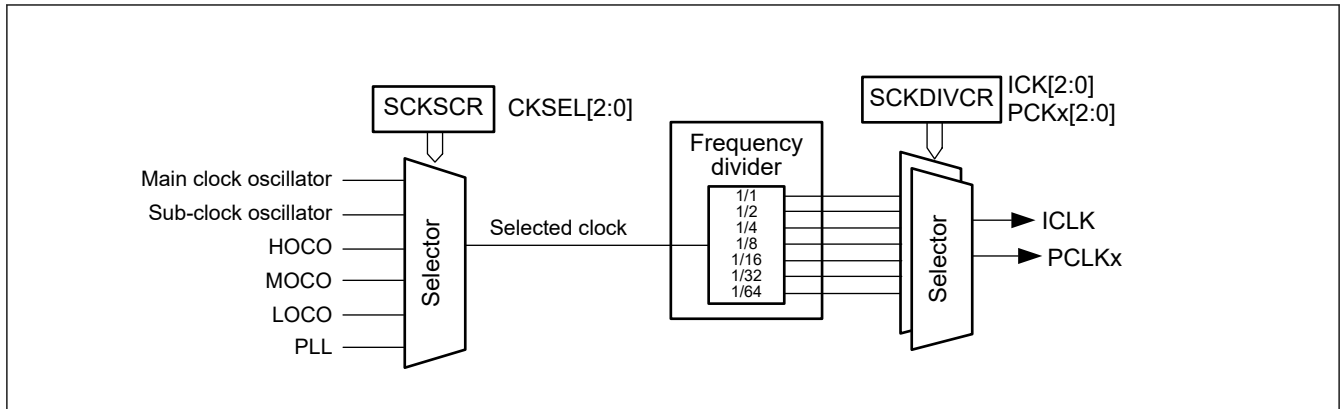 SCKSCR
CKSEL[2:0]
SCKDIVCR
ICK[2:0]
PCKx[2:0]
Main clock oscillator
Sub-clock oscillator
HOCO
MOCO
LOCO
PLL
Selector
Selected clock
Frequency
divider
1/1
1/2
1/4
1/8
1/16
1/32
1/64
Selector
ICLK
PCLKx